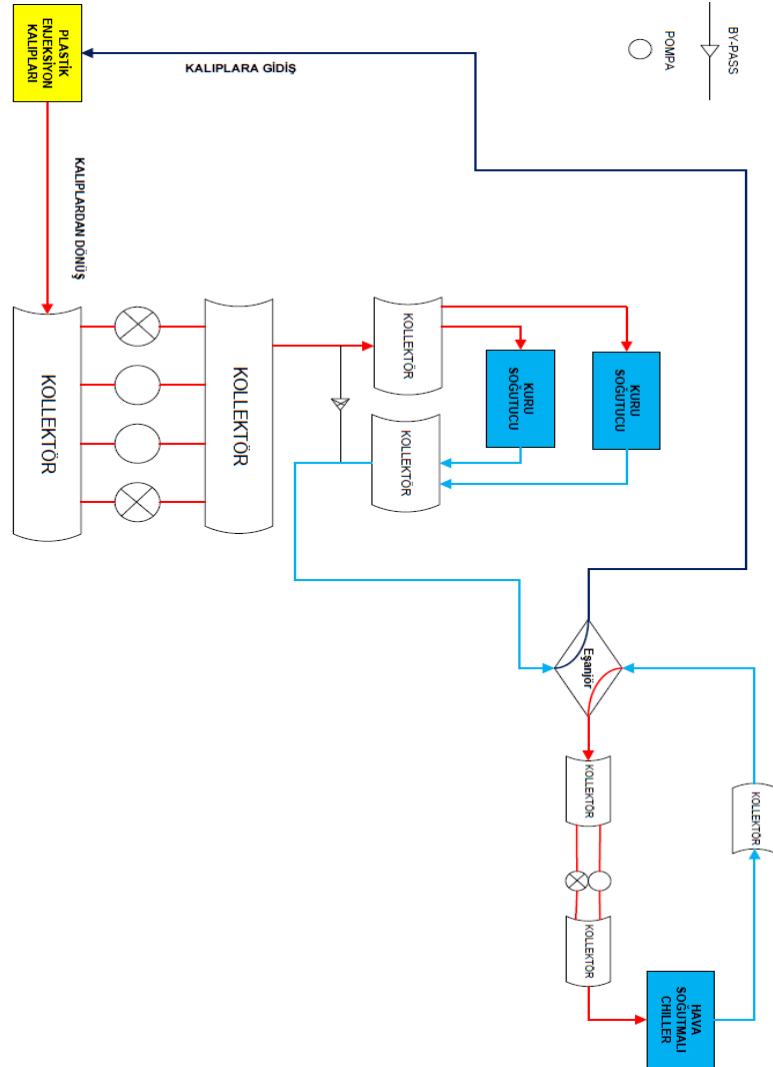 PLASTİK
ENJEKSİYON
KALIPLARI
KALIPLARA GİDİŞ
BY-PASS
POMPA
KALIPLARDAN DÖNÜŞ
KOLLEKTÖR
KOLLEKTÖR
KOLLEKTÖR
KOLLEKTÖR
KURU
SOĞUTUCU
KURU
SOĞUTUCU
Eşanjör
KOLLEKTÖR
KOLLEKTÖR
KOLLEKTÖR
HAVA
SOĞUTMALI
CHILLER